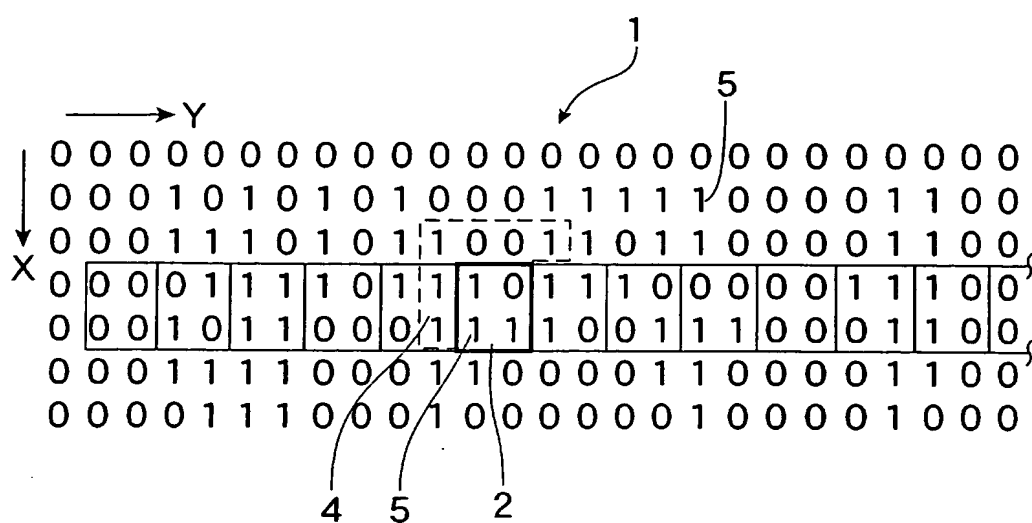 1
5
Y
0 0 0 0 0 0 0 0 0 0 0 0 0 0 0 0 0 0 0 0 0 0 0 0 0 0
0 0 0 1 0 1 0 1 0 1 0 0 0 1 1 1 1 1 0 0 0 0 1 1 0 0
0 0 0 1 1 1 0 1 0 1 1 0 0 1 1 0 1 1 0 0 0 0 1 1 0 0
X
0 0 0 0 1 1 1 1 0 1 1 1 0 1 1 1 0 0 0 0 0 1 1 1 0 0
0 0 0 1 0 1 1 0 0 0 1 1 1 1 0 0 1 1 1 0 0 0 0 1 0 0
0 0 0 1 1 1 1 0 0 0 1 1 0 0 0 0 1 1 0 0 0 0 1 1 0 0
0 0 0 0 1 1 1 0 0 0 1 0 0 0 0 0 0 1 0 0 0 0 1 0 0 0
4 5 2